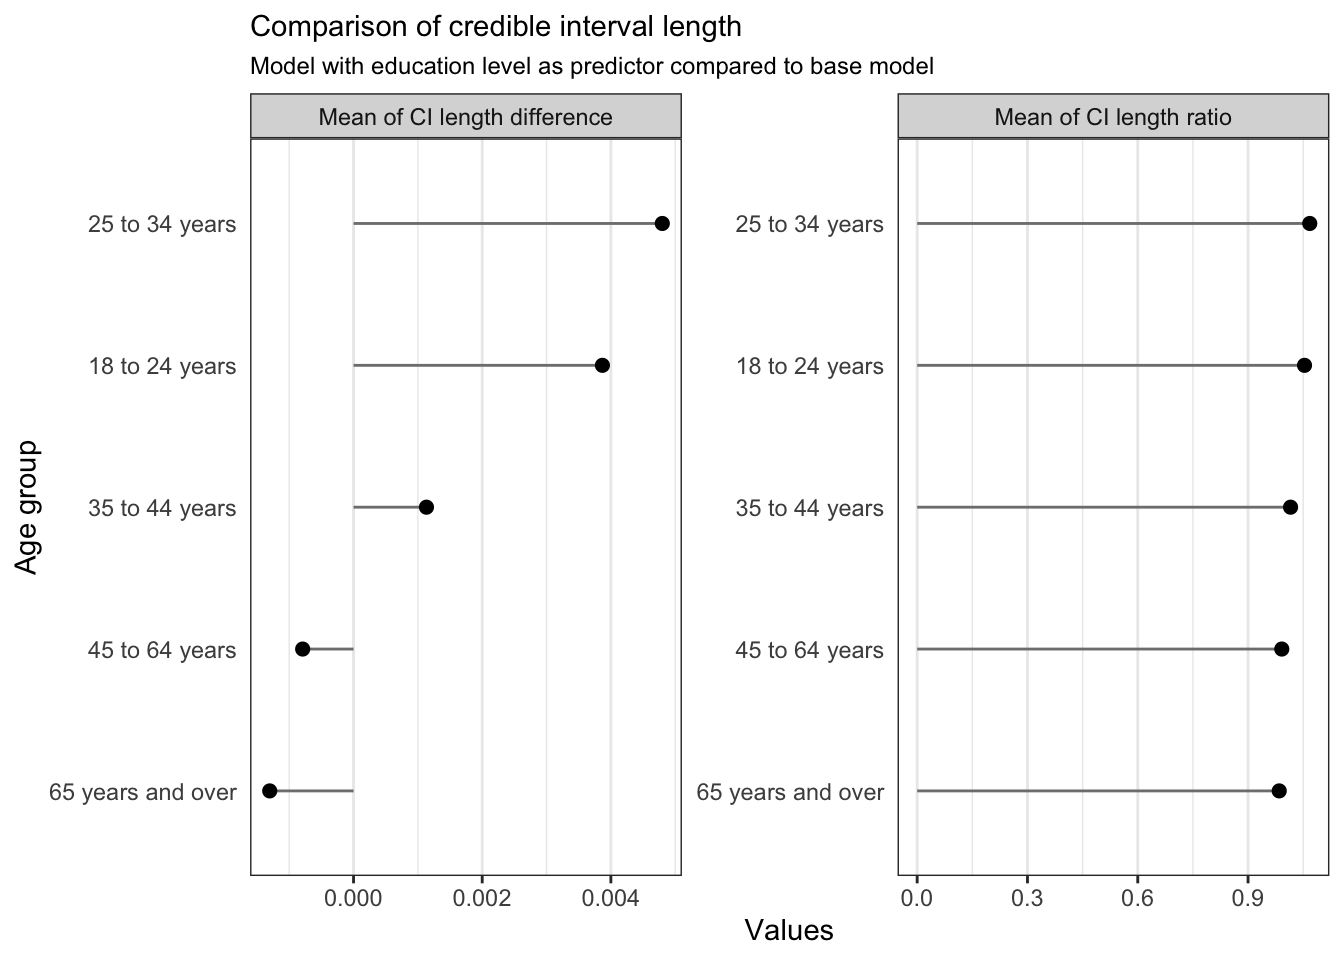 Comparison of credible interval length
Model with education level as predictor compared to base model
Mean of CI length difference
Mean of CI length ratio
Age group
25 to 34 years
18 to 24 years
35 to 44 years
45 to 64 years
65 years and over
25 to 34 years
18 to 24 years
35 to 44 years
45 to 64 years
65 years and over
0.000 0.002 0.004
0.0 0.3 0.6 0.9
Values